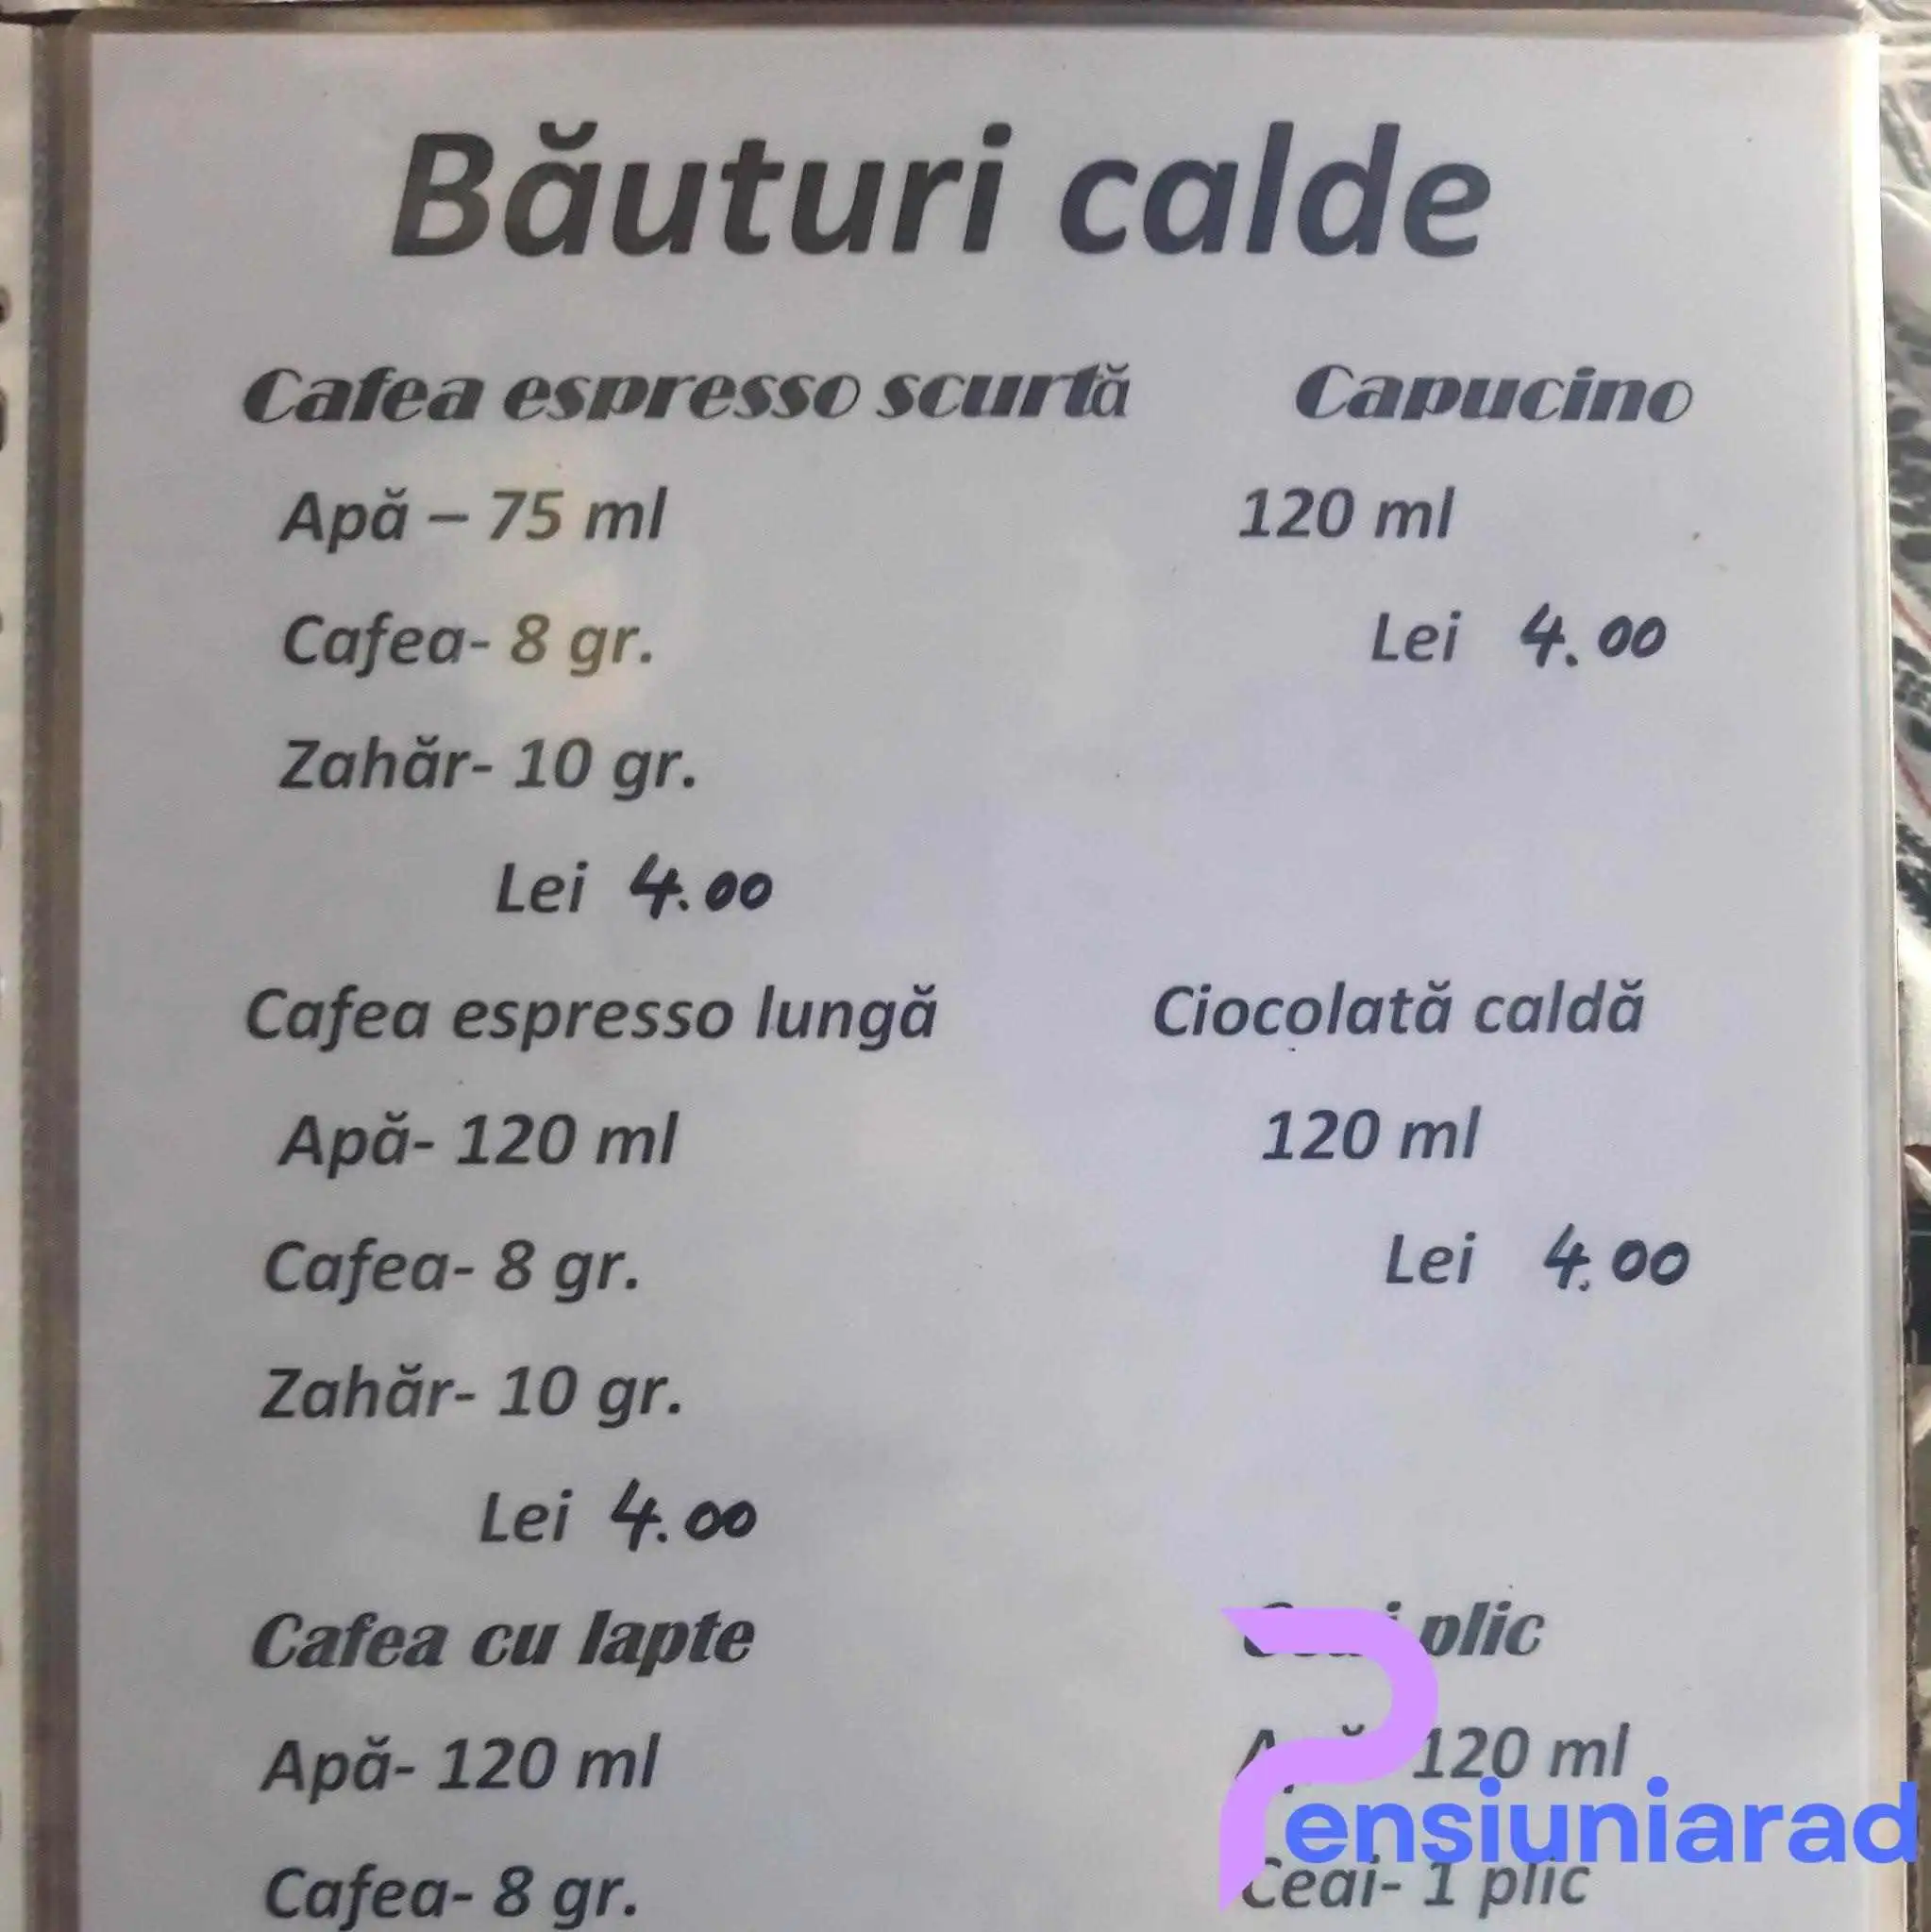 Băuturi calde
Cafea espresso scurtă
Apă – 75 ml
Cafea- 8 gr.
Zahăr- 10 gr.
Lei 4.00
Capucino
120 ml
Lei 4.00
Cafea espresso lungă
Apă- 120 ml
Cafea- 8 gr.
Zahăr- 10 gr.
Lei 4.00
Ciocolată caldă
120 ml
Lei 4.00
Cafea cu lapte
Apă- 120 ml
Cafea- 8 gr.
plic
120 ml
Ceai- 1 plic
Pensiuniarad